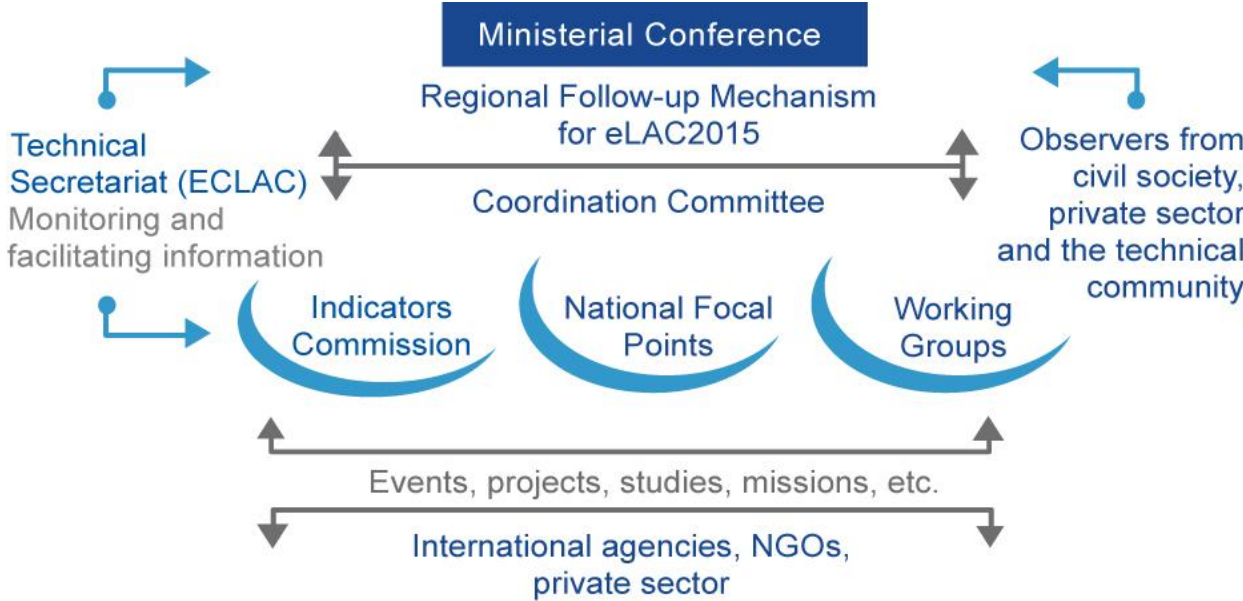 Ministerial Conference
Regional Follow-up Mechanism
for eLAC2015
Technical
Secretariat (ECLAC)
Monitoring and
facilitating information
Observers from
civil society,
private sector
and the technical
community
Coordination Committee
Indicators
Commission
National Focal
Points
Working
Groups
Events, projects, studies, missions, etc.
International agencies, NGOs,
private sector